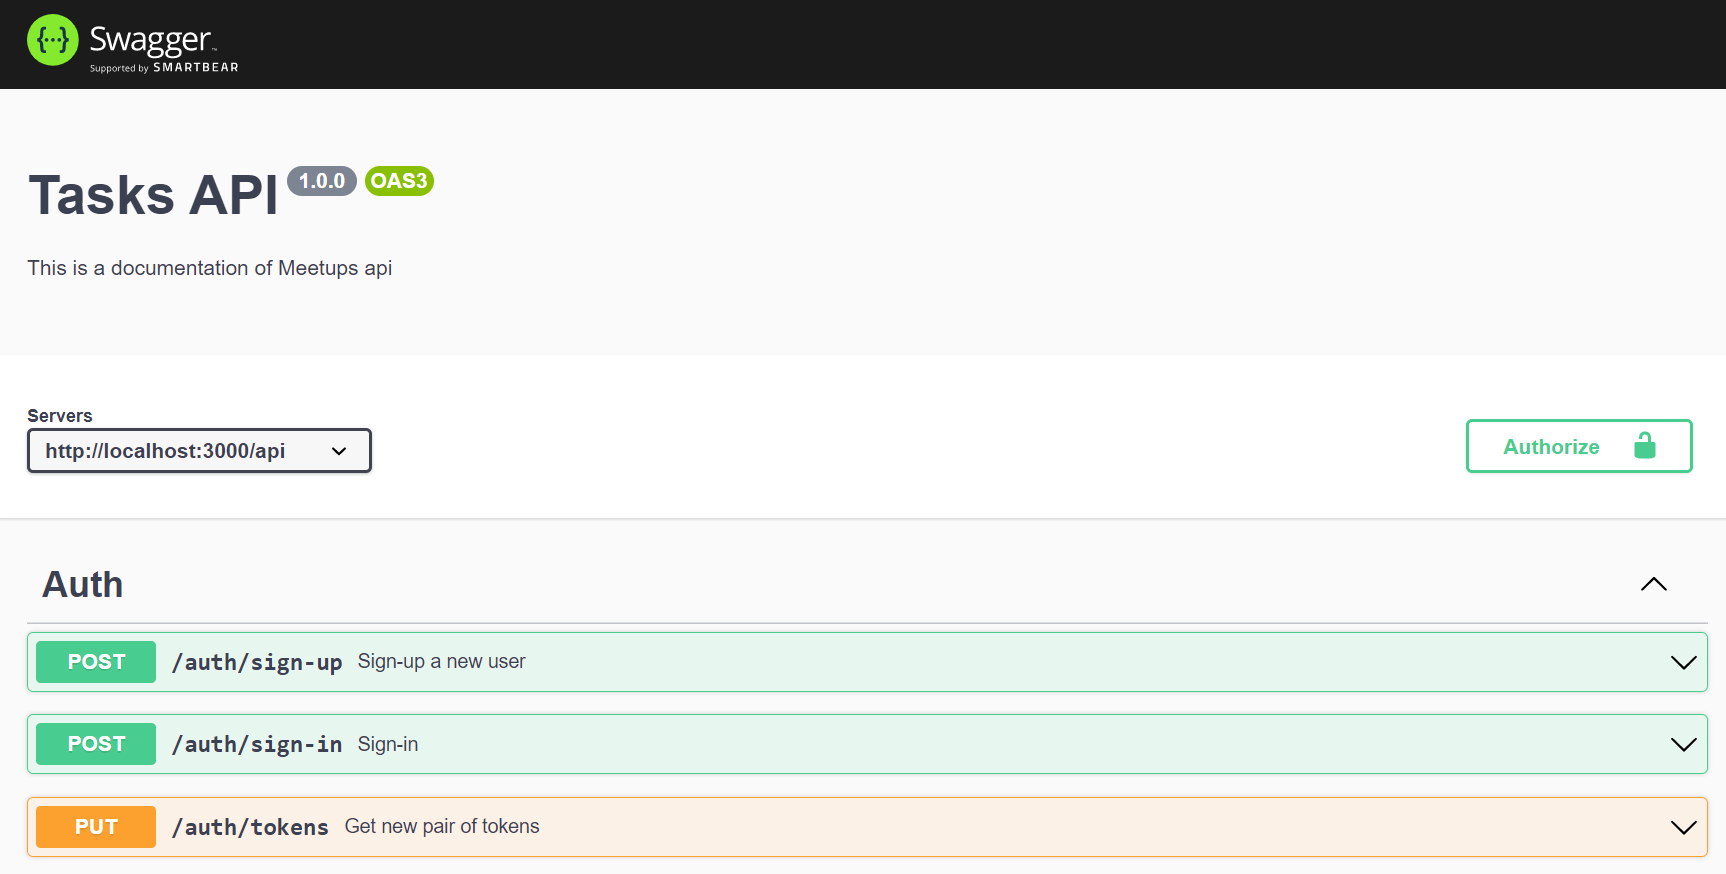 {···} Swagger™
Supported by SMARTBEAR
Tasks API 1.0.0 OAS3
This is a documentation of Meetups api
Servers
http://localhost:3000/api
Authorize
Auth
POST /auth/sign-up Sign-up a new user
POST /auth/sign-in Sign-in
PUT /auth/tokens Get new pair of tokens